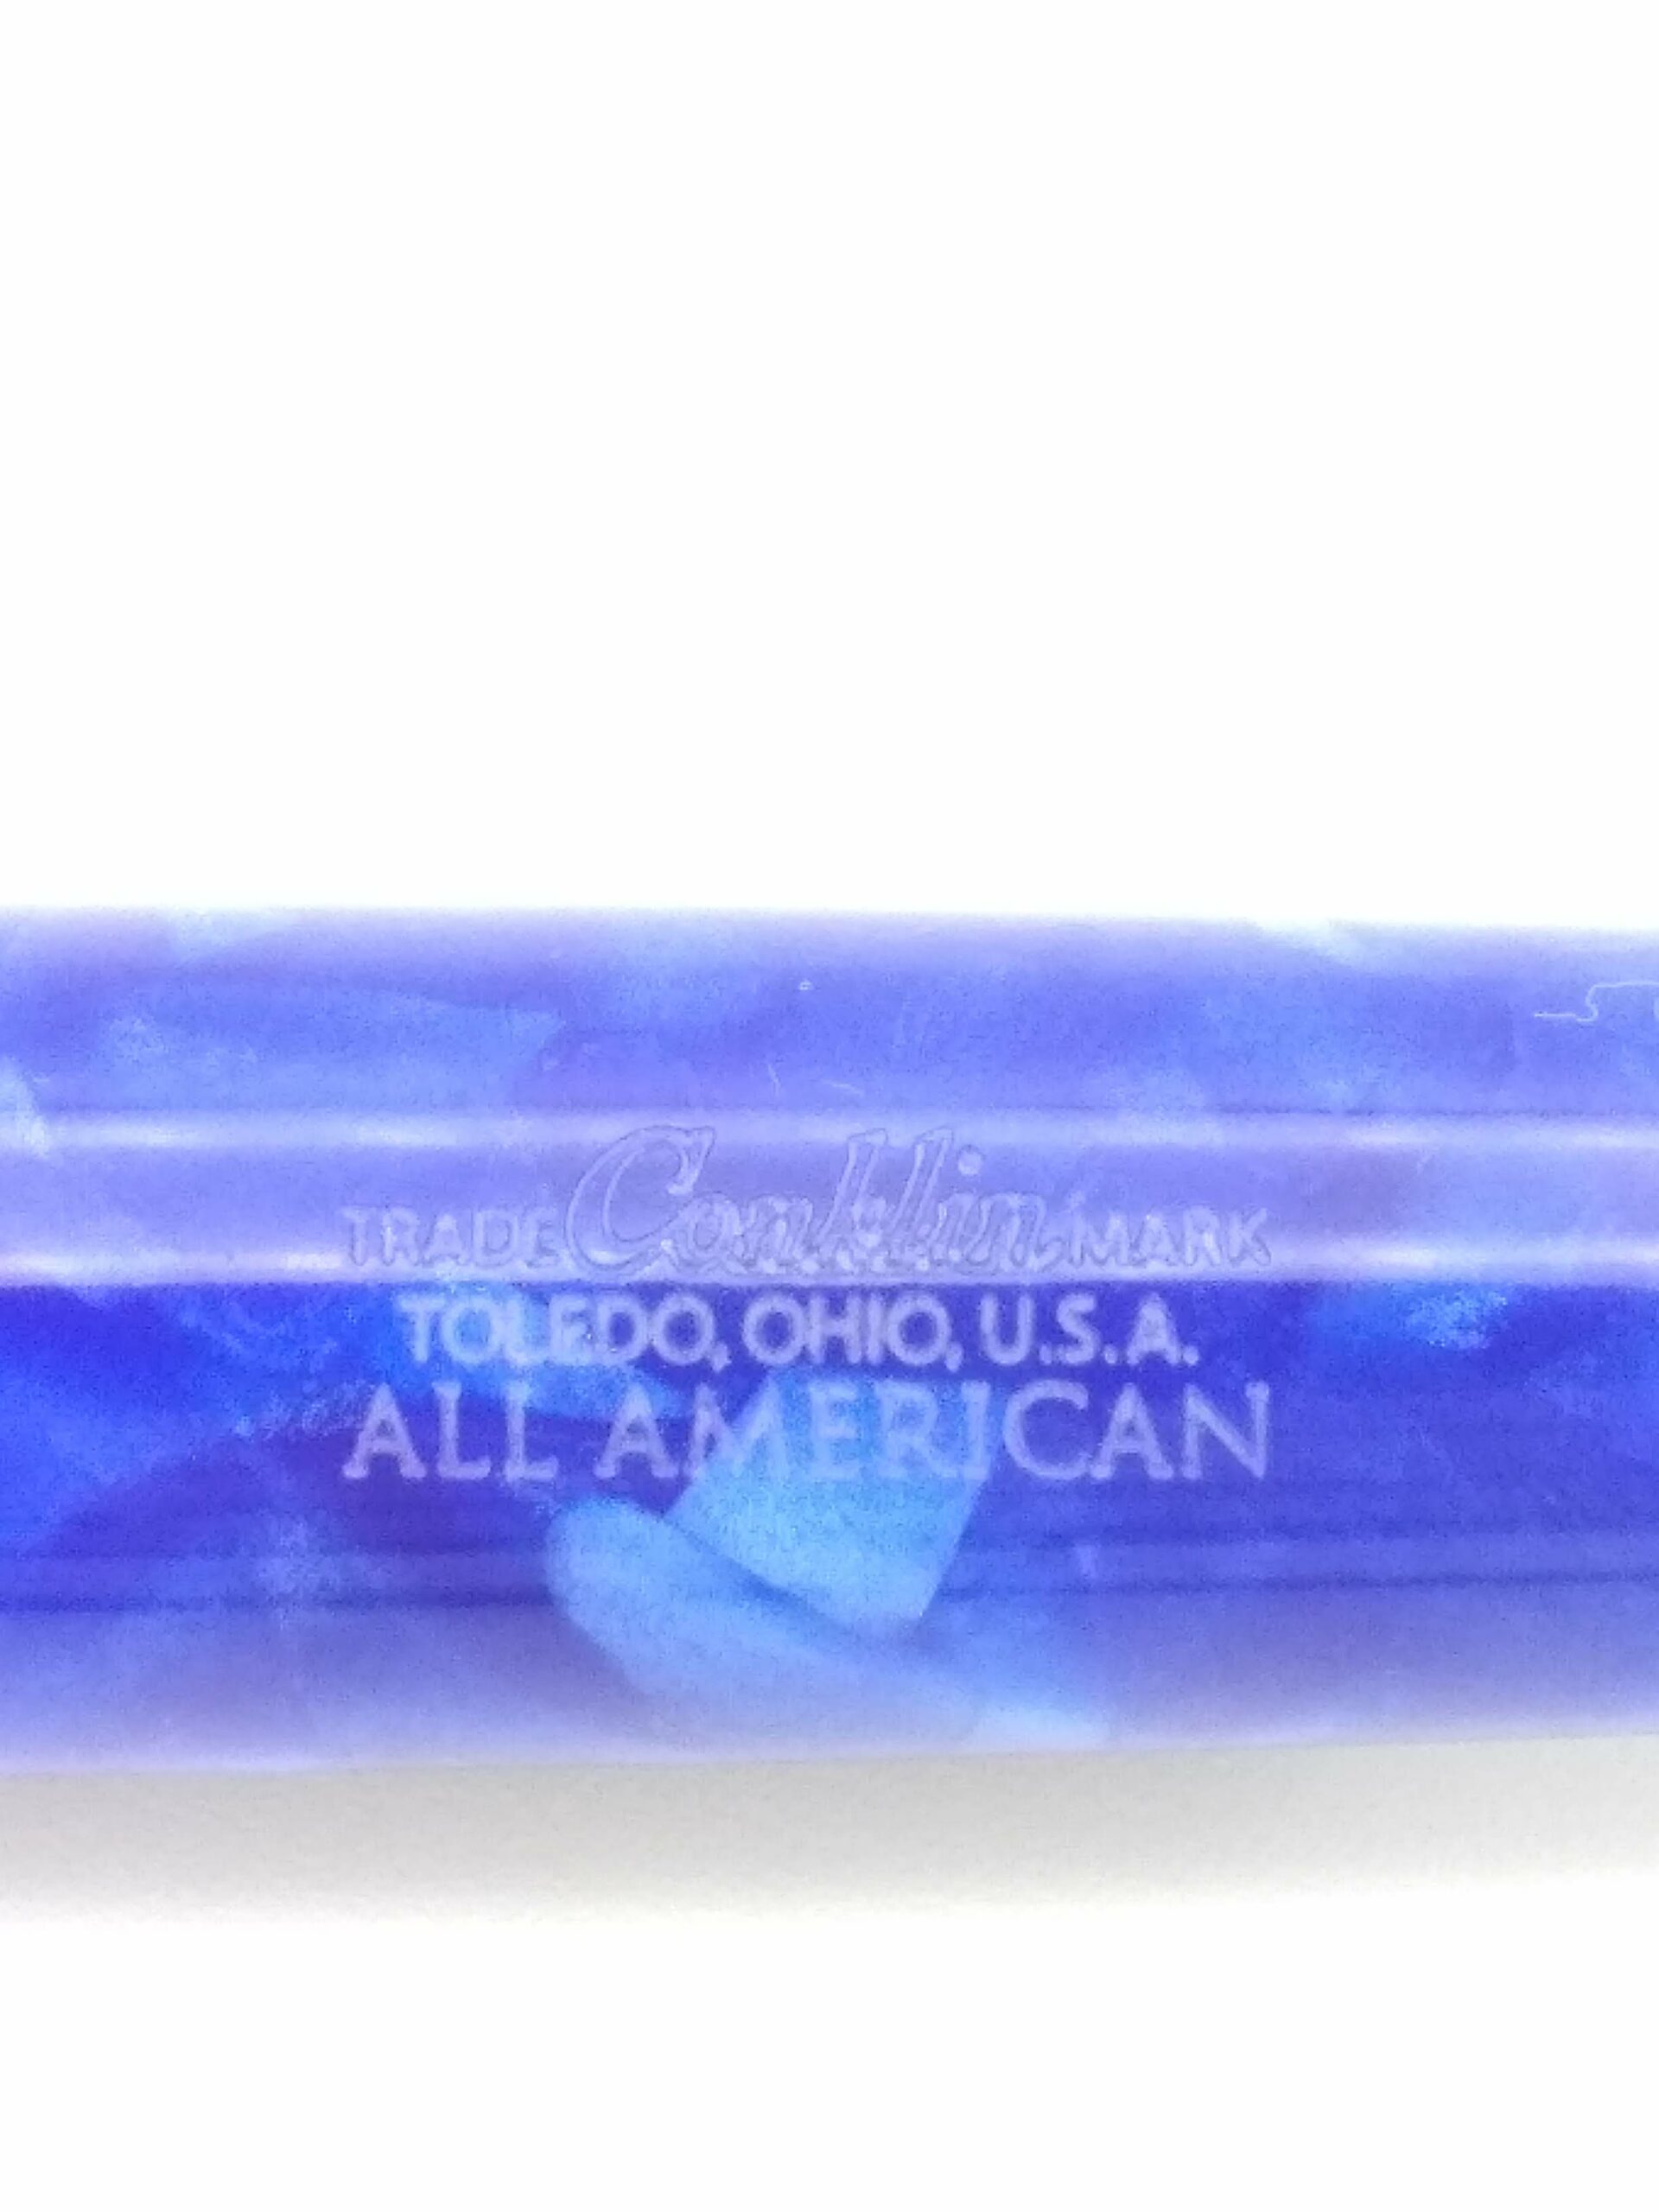 TRADE Conklin MARK
TOLEDO, OHIO, U.S.A.
ALL AMERICAN